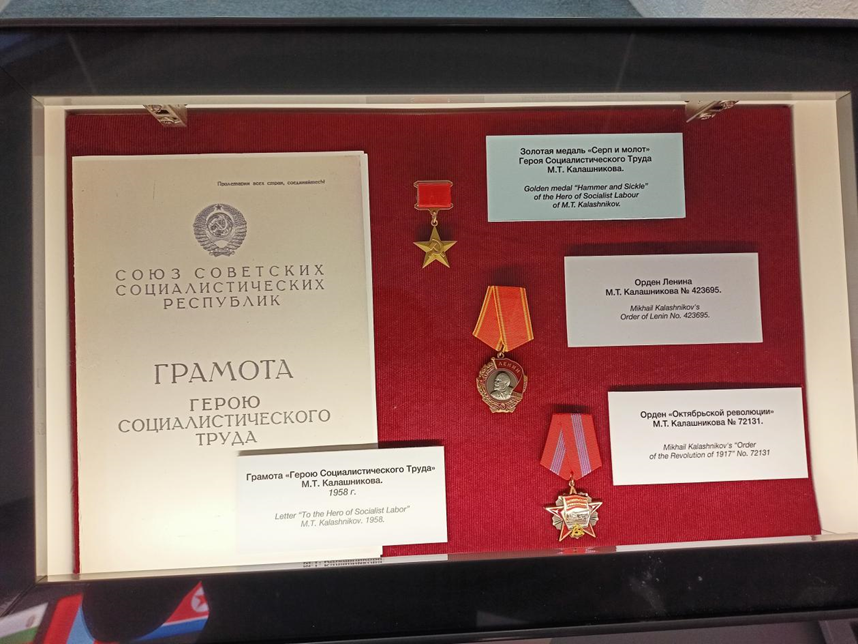 Пролетарии всех стран, соединяйтесь!
СОЮЗ СОВЕТСКИХ
СОЦИАЛИСТИЧЕСКИХ
РЕСПУБЛИК
ГРАМОТА
ГЕРОЮ
СОЦИАЛИСТИЧЕСКОГО
ТРУДА
Грамота «Герою Социалистического Труда»
М.Т. Калашникова.
1958 г.
Letter "To the Hero of Socialist Labor"
M.T. Kalashnikov. 1958.
Золотая медаль «Серп и молот»
Героя Социалистического Труда
М.Т. Калашникова.
Golden medal "Hammer and Sickle"
of the Hero of Socialist Labour
of M.T. Kalashnikov.
Орден Ленина
М.Т. Калашникова № 423695.
Mikhail Kalashnikov's
Order of Lenin No. 423695.
ЛЕНИН
Орден «Октябрьской революции»
М.Т. Калашникова № 72131.
Mikhail Kalashnikov's "Order
of the Revolution of 1917" No. 72131